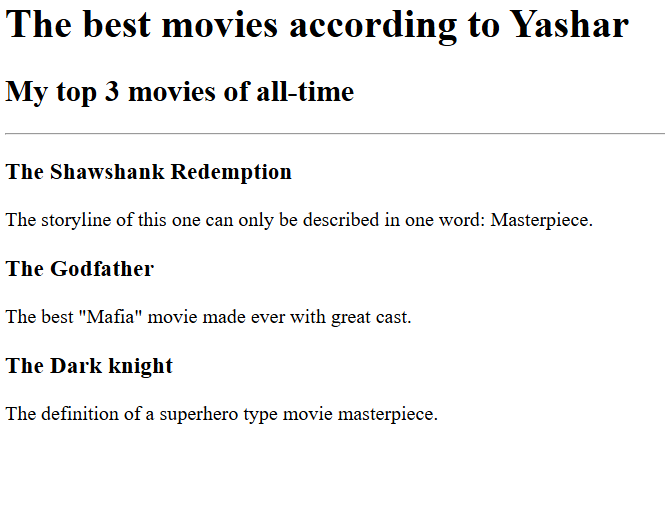 The best movies according to Yashar
My top 3 movies of all-time
The Shawshank Redemption
The storyline of this one can only be described in one word: Masterpiece.
The Godfather
The best "Mafia" movie made ever with great cast.
The Dark knight
The definition of a superhero type movie masterpiece.